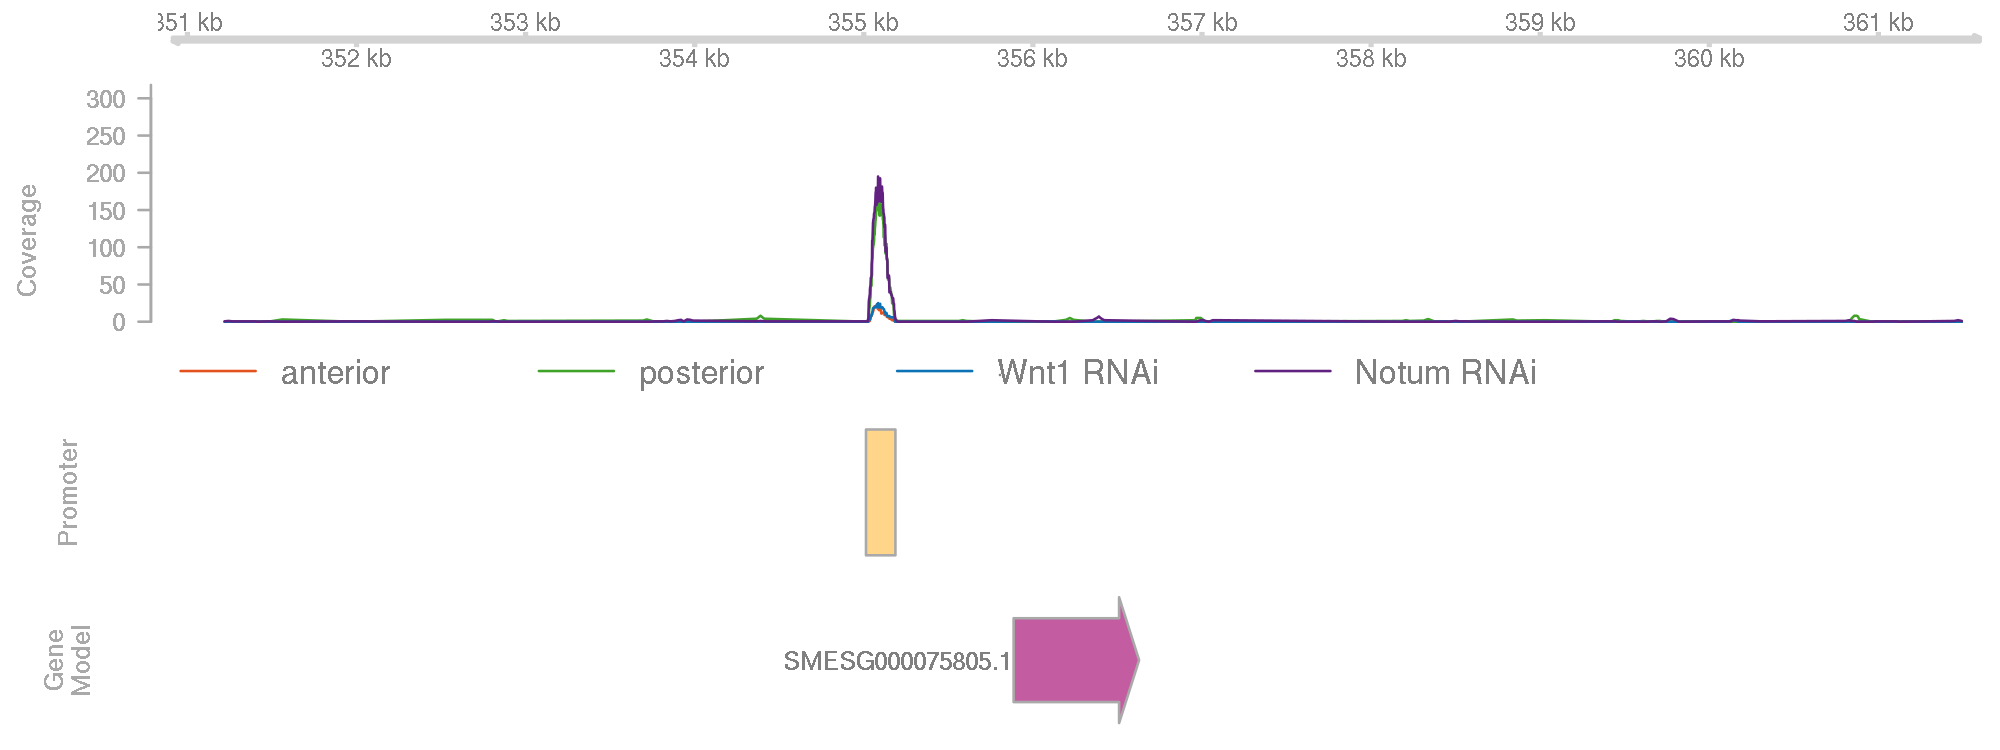 351 kb 353 kb 355 kb 357 kb 359 kb 361 kb
352 kb 354 kb 356 kb 358 kb 360 kb
300
250
200
150
100
50
0
Coverage
anterior posterior Wnt1 RNAi Notum RNAi
Promoter
Gene
Model
SMESG000075805.1